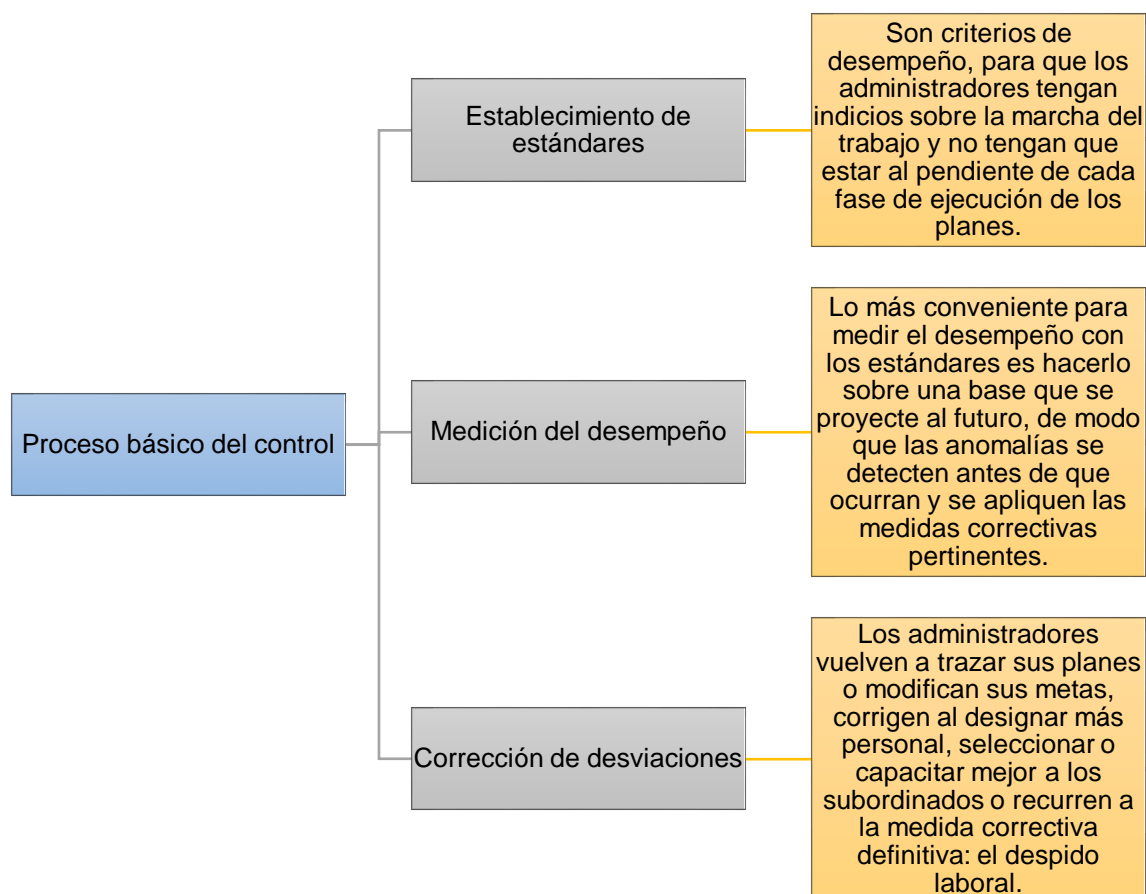 Proceso básico del control
Establecimiento de
estándares
Son criterios de
desempeño, para que los
administradores tengan
indicios sobre la marcha del
trabajo y no tengan que
estar al pendiente de cada
fase de ejecución de los
planes.
Medición del desempeño
Lo más conveniente para
medir el desempeño con
los estándares es hacerlo
sobre una base que se
proyecte al futuro, de modo
que las anomalías se
detecten antes de que
ocurran y se apliquen las
medidas correctivas
pertinentes.
Corrección de desviaciones
Los administradores
vuelven a trazar sus planes
o modifican sus metas,
corrigen al designar más
personal, seleccionar o
capacitar mejor a los
subordinados o recurren a
la medida correctiva
definitiva: el despido
laboral.